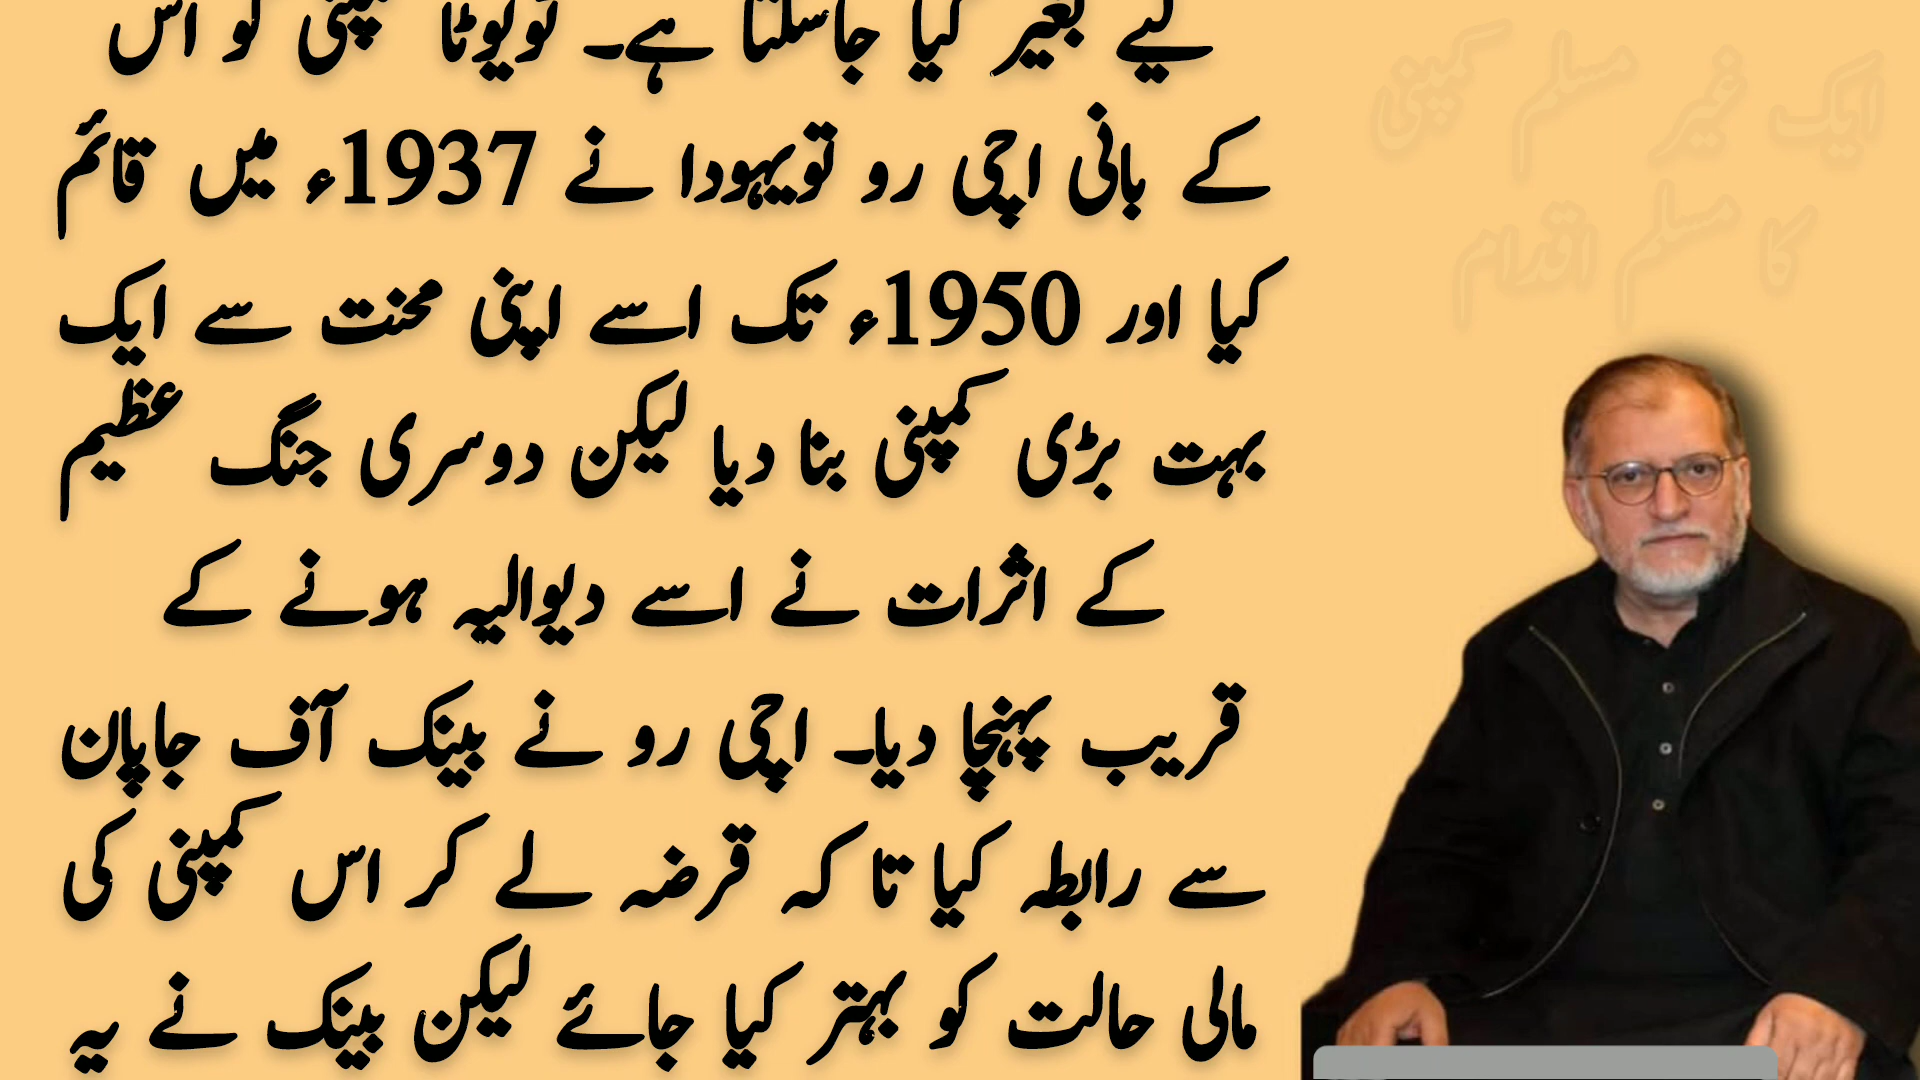 لیے بغیر کیا جاسکتا ہے۔ ٹویوٹا کمپنی کو اس
کے بانی اچی رو تویہودا نے 1937ء میں قائم
کیا اور 1950ء تک اسے اپنی محنت سے ایک
بہت بڑی کمپنی بنا دیا لیکن دوسری جنگ عظیم
کے اثرات نے اسے دیوالیہ ہونے کے
قریب پہنچا دیا۔ اچی رو نے بینک آف جاپان
سے رابطہ کیا تا کہ قرضہ لے کر اس کمپنی کی
مالی حالت کو بہتر کیا جائے لیکن بینک نے یہ
ایک غیر مسلم کمپنی
کا مسلم اقدام